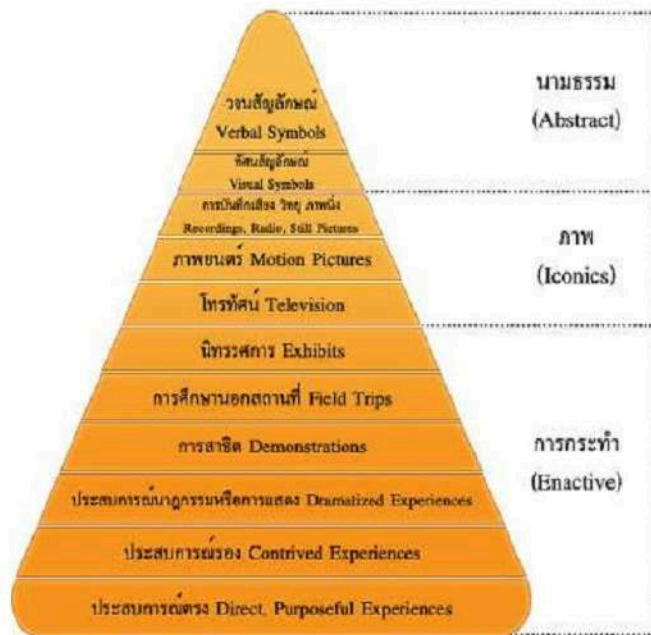 วจนสัญลักษณ์
Verbal Symbols
ทัศนสัญลักษณ์
Visual Symbols
การบันทึกเสียง วิทยุ ภาพนิ่ง
Recordings, Radio, Still Pictures
ภาพยนตร์ Motion Pictures
โทรทัศน์ Television
นิทรรศการ Exhibits
การศึกษานอกสถานที่ Field Trips
การสาธิต Demonstrations
ประสบการณ์นาฏกรรมหรือการแสดง Dramatized Experiences
ประสบการณ์รอง Contrived Experiences
ประสบการณ์ตรง Direct, Purposeful Experiences
นามธรรม
(Abstract)
ภาพ
(Iconics)
การกระทำ
(Enactive)